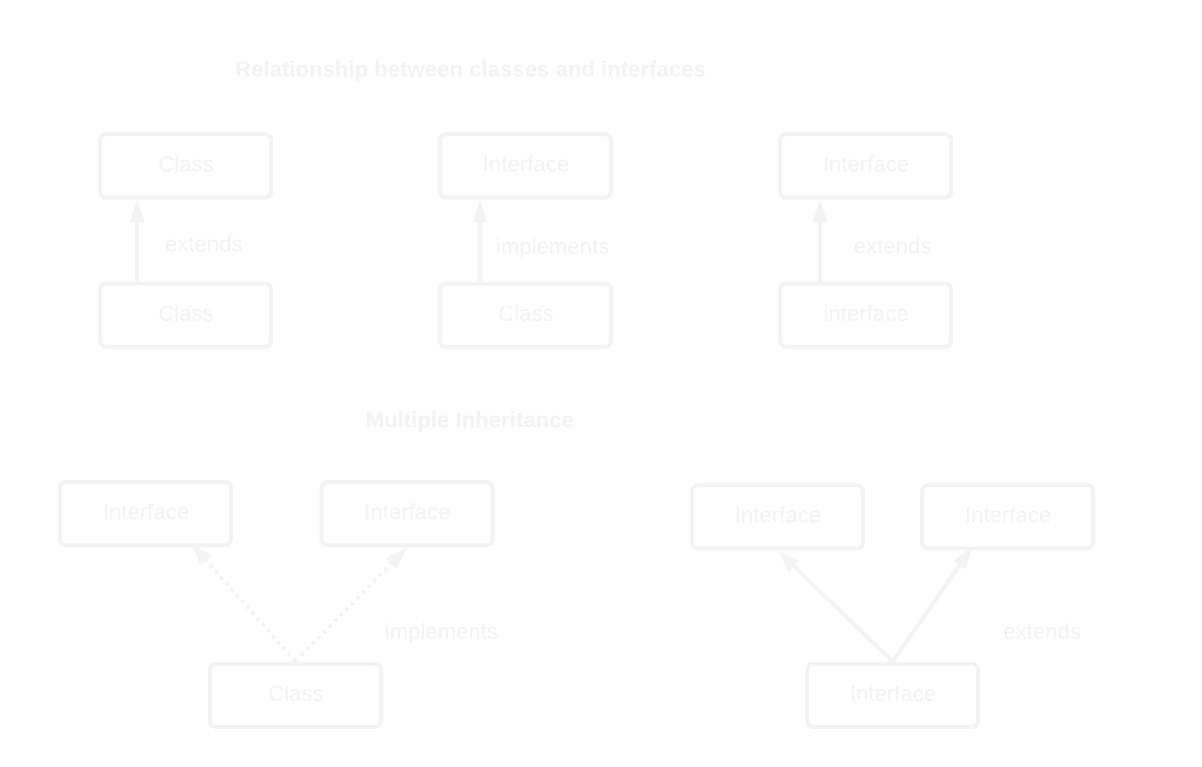 Relationship between classes and interfaces
Class
Interface
Interface
extends
implements
extends
Class
Class
interface
Multiple Inheritance
Interface
Interface
Interface
Interface
implements
extends
Class
Interface